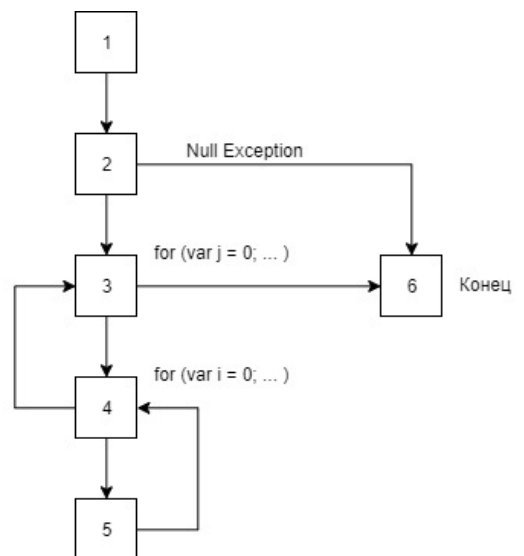 1
2
Null Exception
for (var j = 0; ... )
3
6
Конец
for (var i = 0; ... )
4
5